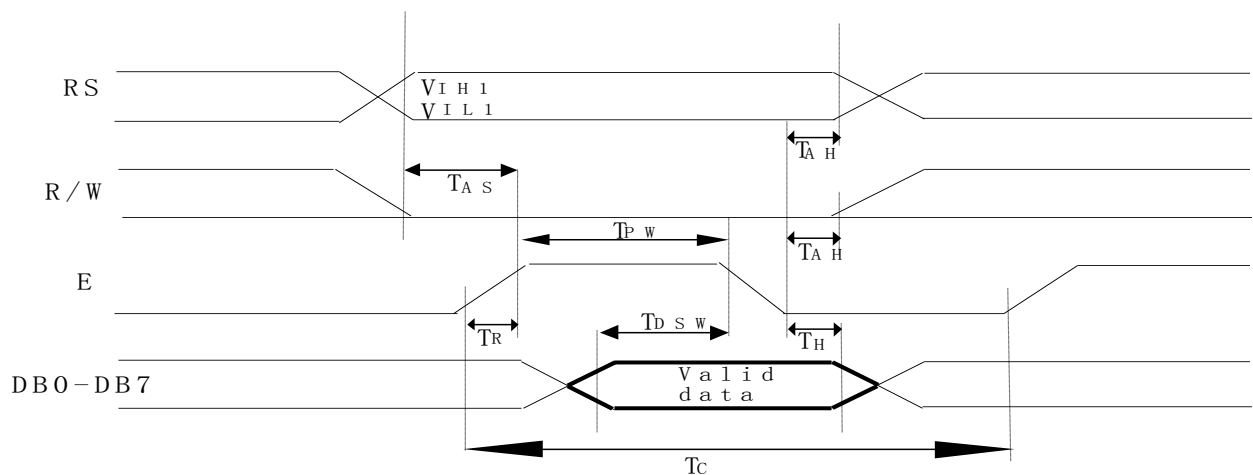 RS
VIH1
VIL1
TAH
R/W
TAS
TPW
TAH
E
TDSW
TR
TH
DB0-DB7
Valid
data
TC